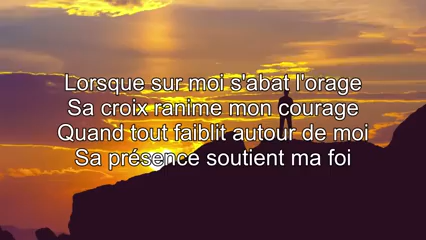 Lorsque sur moi s'abat l'orage
Sa croix ranime mon courage
Quand tout faiblit autour de moi
Sa présence soutient ma foi